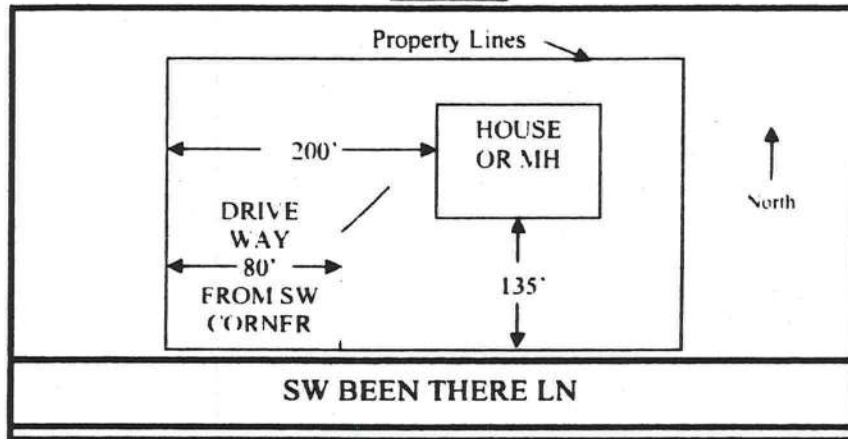 Property Lines
HOUSE
OR MH
200'
North
DRIVE
WAY
80'
FROM SW
CORNER
135'
SW BEEN THERE LN